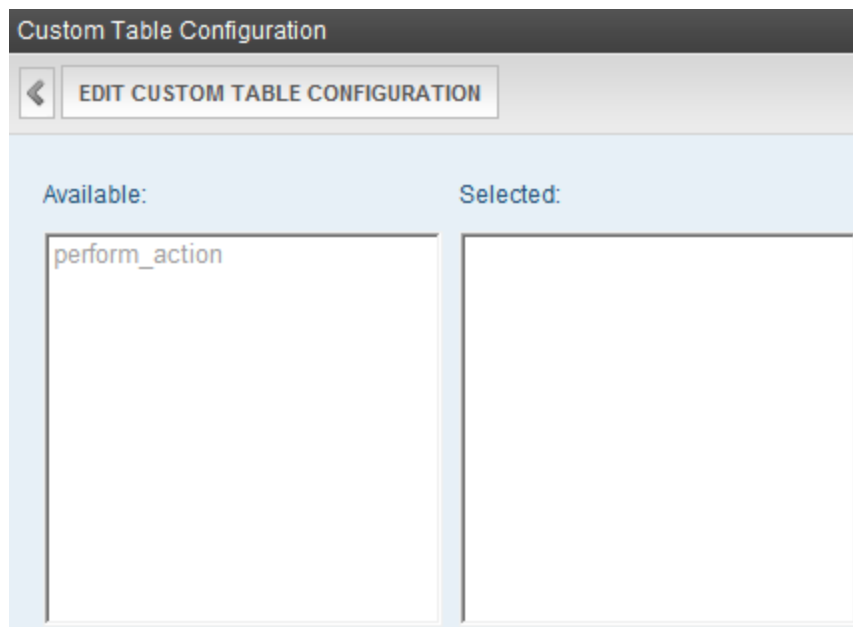 Custom Table Configuration
EDIT CUSTOM TABLE CONFIGURATION
Available:
Selected:
perform_action